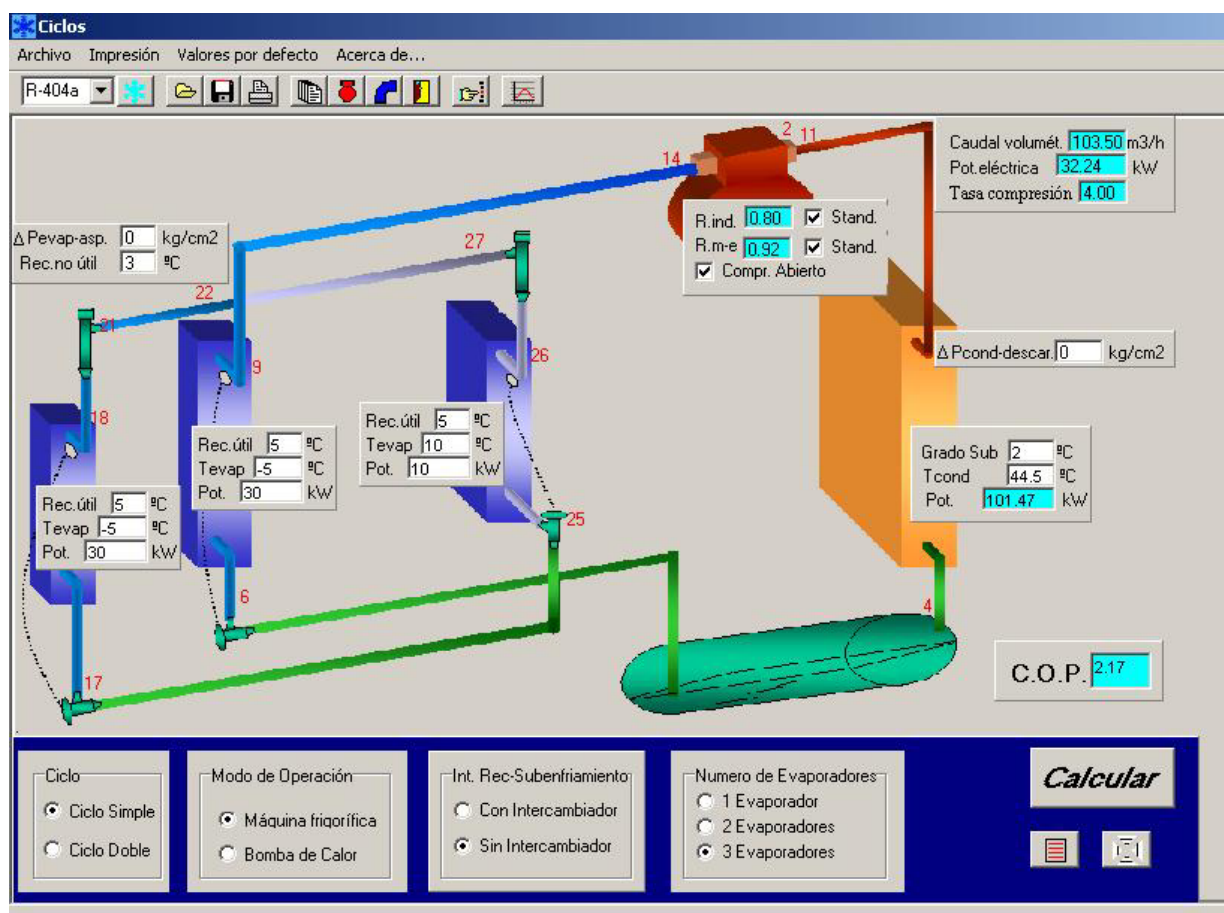 Ciclos
Archivo Impresión Valores por defecto Acerca de...
R-404a
2 11
14
Caudal volumét. 103.50 m3/h
Pot.eléctrica 32.24 kW
Tasa compresión 4.00
R.ind. 0.80 Stand.
R.m-e 0.92 Stand.
Compr. Abierto
Δ Pevap-asp. 0 kg/cm2
Rec.no útil 3 ºC
27
22
21
26
9
18
Δ Pcond-descar. 0 kg/cm2
Rec.útil 5 ºC
Tevap 10 ºC
Pot. 10 kW
Rec.útil 5 ºC
Tevap -5 ºC
Pot. 30 kW
Rec.útil 5 ºC
Tevap -5 ºC
Pot. 30 kW
Grado Sub 2 ºC
Tcond 44.5 ºC
Pot. 101.47 kW
25
6
4
17
C.O.P. 2.17
Ciclo
Ciclo Simple
Ciclo Doble
Modo de Operación
Máquina frigorífica
Bomba de Calor
Int. Rec-Subenfriamiento
Con Intercambiador
Sin Intercambiador
Numero de Evaporadores
1 Evaporador
2 Evaporadores
3 Evaporadores
Calcular